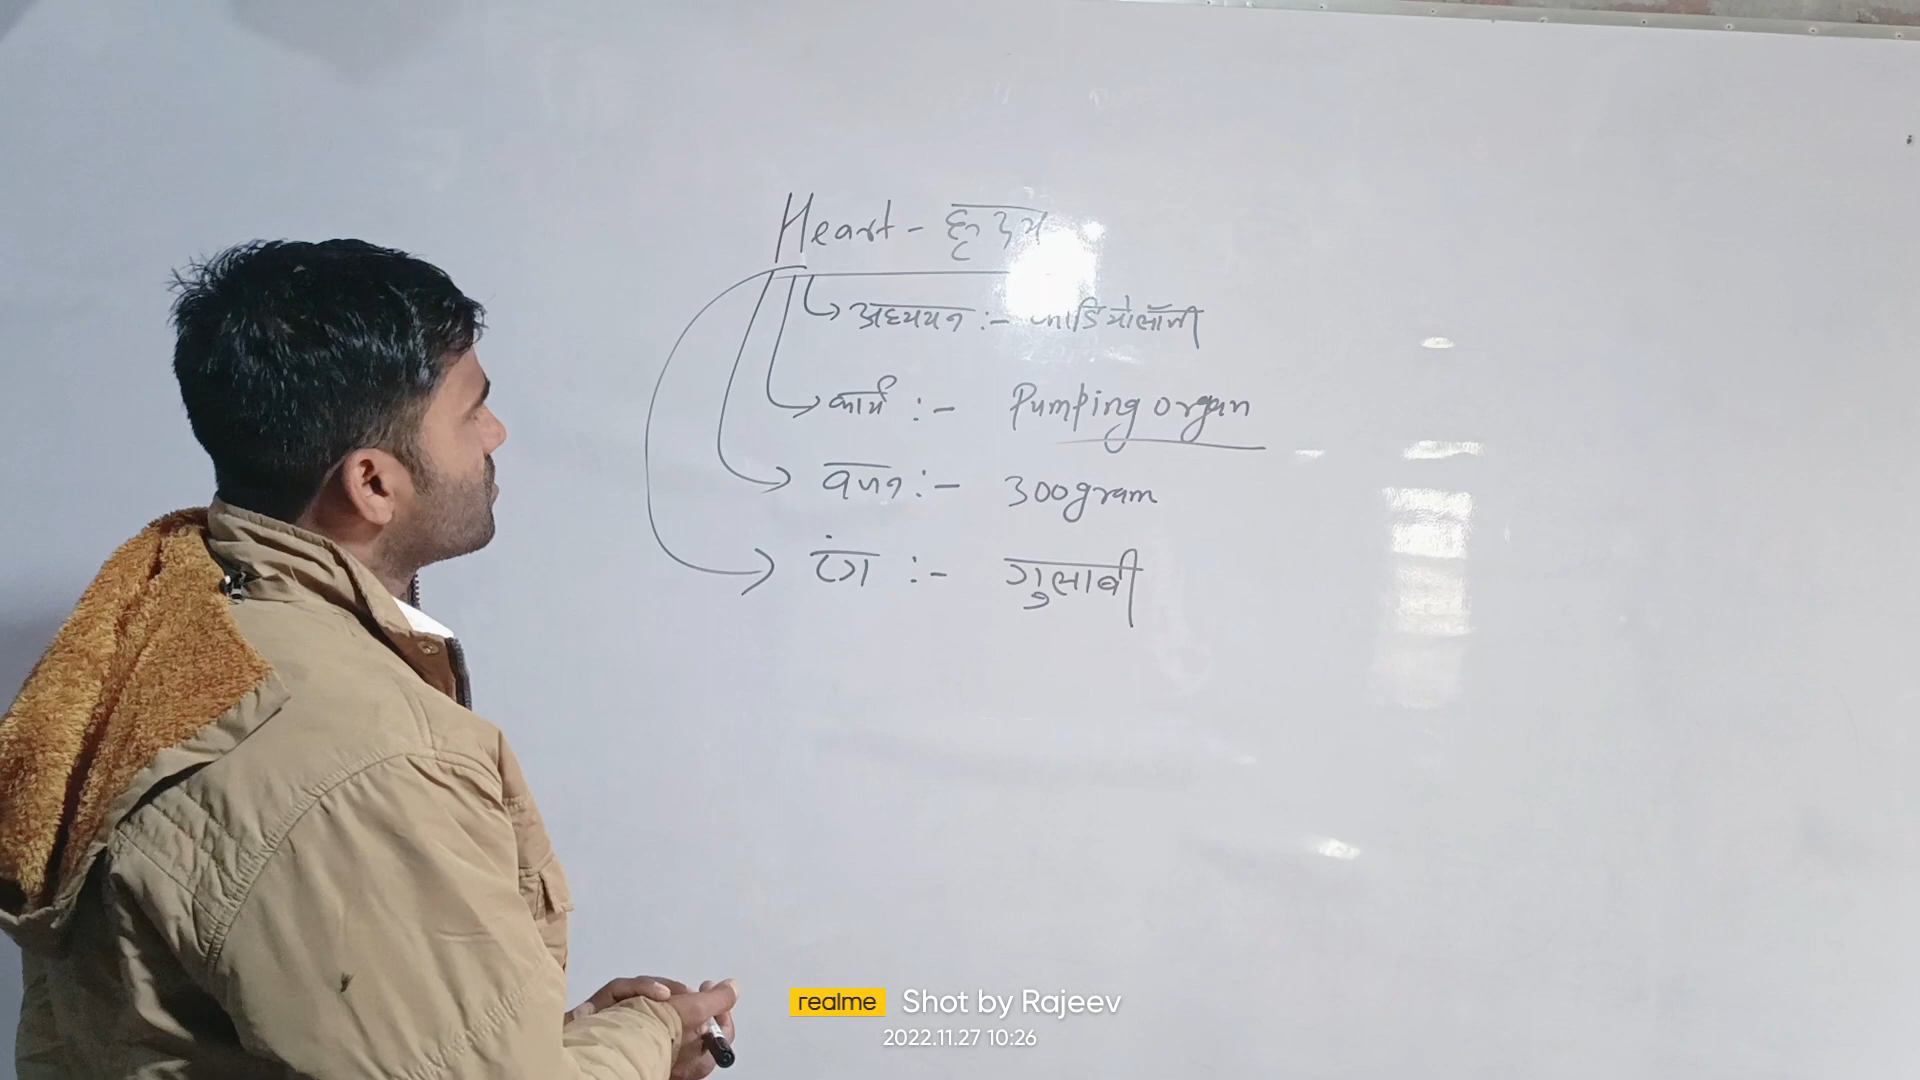 Heart - हृदय
अध्ययन :- कार्डियोलॉजी
कार्य :- Pumping organ
वजन :- 300gram
रंग :- गुलाबी
realme Shot by Rajeev
2022.11.27 10:26